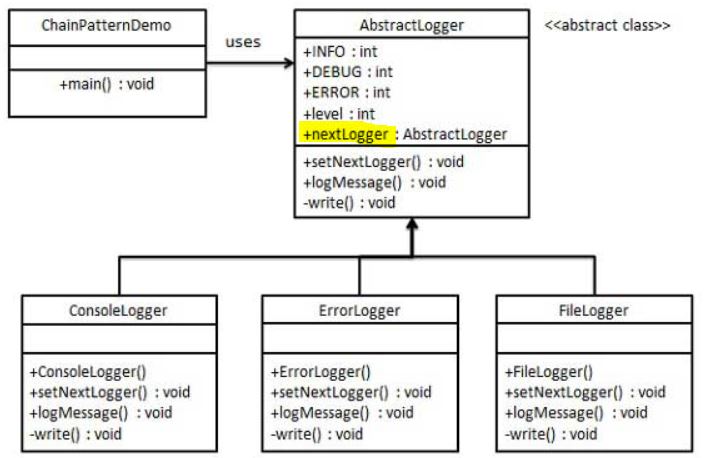 ChainPatternDemo
+main() : void
uses
AbstractLogger
<<abstract class>>
+INFO : int
+DEBUG : int
+ERROR : int
+level : int
+nextLogger : AbstractLogger
+setNextLogger() : void
+logMessage() : void
-write() : void
ConsoleLogger
+ConsoleLogger()
+setNextLogger() : void
+logMessage() : void
-write() : void
ErrorLogger
+ErrorLogger()
+setNextLogger() : void
+logMessage() : void
-write() : void
FileLogger
+FileLogger()
+setNextLogger() : void
+logMessage() : void
-write() : void